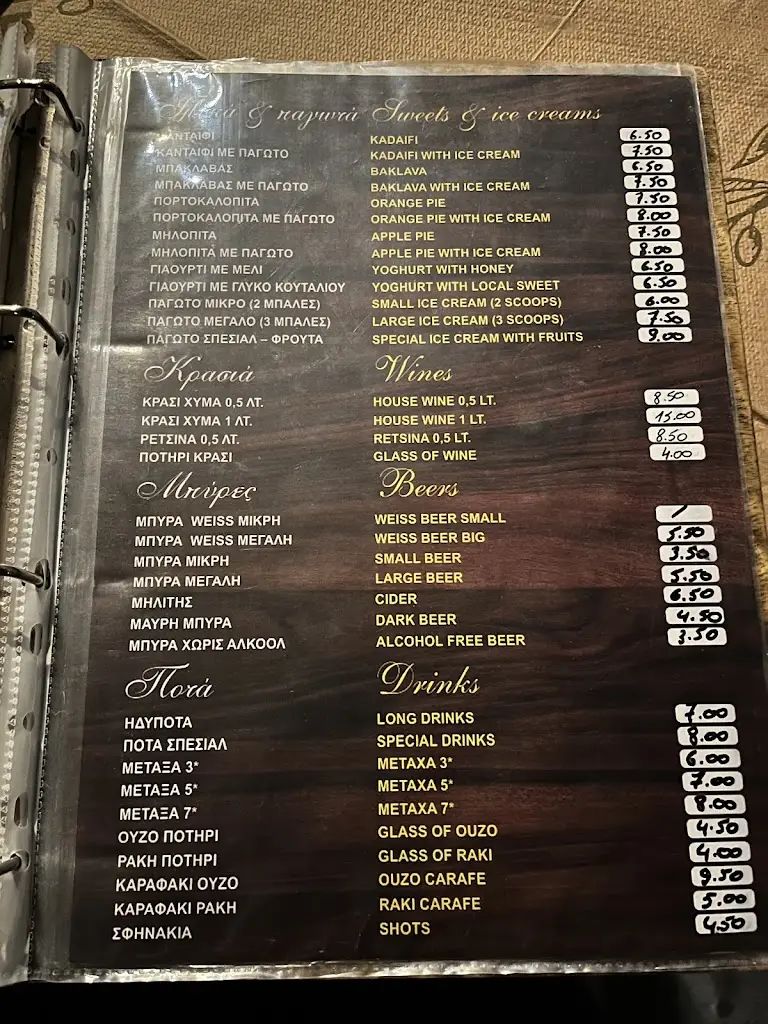 Γλυκά & παγωτά Sweets & ice creams
ΚΑΝΤΑΙΦΙ KADAIFI 6.50
ΚΑΝΤΑΙΦΙ ΜΕ ΠΑΓΩΤΟ KADAIFI WITH ICE CREAM 7.50
ΜΠΑΚΛΑΒΑΣ BAKLAVA 6.50
ΜΠΑΚΛΑΒΑΣ ΜΕ ΠΑΓΩΤΟ BAKLAVA WITH ICE CREAM 7.50
ΠΟΡΤΟΚΑΛΟΠΙΤΑ ORANGE PIE 7.50
ΠΟΡΤΟΚΑΛΟΠΙΤΑ ΜΕ ΠΑΓΩΤΟ ORANGE PIE WITH ICE CREAM 8.00
ΜΗΛΟΠΙΤΑ APPLE PIE 7.50
ΜΗΛΟΠΙΤΑ ΜΕ ΠΑΓΩΤΟ APPLE PIE WITH ICE CREAM 8.00
ΓΙΑΟΥΡΤΙ ΜΕ ΜΕΛΙ YOGHURT WITH HONEY 6.50
ΓΙΑΟΥΡΤΙ ΜΕ ΓΛΥΚΟ ΚΟΥΤΑΛΙΟΥ YOGHURT WITH LOCAL SWEET 6.50
ΠΑΓΩΤΟ ΜΙΚΡΟ (2 ΜΠΑΛΕΣ) SMALL ICE CREAM (2 SCOOPS) 6.00
ΠΑΓΩΤΟ ΜΕΓΑΛΟ (3 ΜΠΑΛΕΣ) LARGE ICE CREAM (3 SCOOPS) 7.50
ΠΑΓΩΤΟ ΣΠΕΣΙΑΛ – ΦΡΟΥΤΑ SPECIAL ICE CREAM WITH FRUITS 9.00
Κρασιά Wines
ΚΡΑΣΙ ΧΥΜΑ 0,5 ΛΤ. HOUSE WINE 0,5 LT. 8.50
ΚΡΑΣΙ ΧΥΜΑ 1 ΛΤ. HOUSE WINE 1 LT. 15.00
ΡΕΤΣΙΝΑ 0,5 ΛΤ. RETSINA 0,5 LT. 8.50
ΠΟΤΗΡΙ ΚΡΑΣΙ GLASS OF WINE 4.00
Μπύρες Beers
ΜΠΥΡΑ WEISS ΜΙΚΡΗ WEISS BEER SMALL /
ΜΠΥΡΑ WEISS ΜΕΓΑΛΗ WEISS BEER BIG 5.50
ΜΠΥΡΑ ΜΙΚΡΗ SMALL BEER 3.50
ΜΠΥΡΑ ΜΕΓΑΛΗ LARGE BEER 5.50
ΜΗΛΙΤΗΣ CIDER 6.50
ΜΑΥΡΗ ΜΠΥΡΑ DARK BEER 4.50
ΜΠΥΡΑ ΧΩΡΙΣ ΑΛΚΟΟΛ ALCOHOL FREE BEER 3.50
Ποτά Drinks
ΗΔΥΠΟΤΑ LONG DRINKS 7.00
ΠΟΤΑ ΣΠΕΣΙΑΛ SPECIAL DRINKS 8.00
ΜΕΤΑΞΑ 3* METAXA 3* 6.00
ΜΕΤΑΞΑ 5* METAXA 5* 7.00
ΜΕΤΑΞΑ 7* METAXA 7* 8.00
ΟΥΖΟ ΠΟΤΗΡΙ GLASS OF OUZO 4.50
ΡΑΚΗ ΠΟΤΗΡΙ GLASS OF RAKI 4.00
ΚΑΡΑΦΑΚΙ ΟΥΖΟ OUZO CARAFE 9.50
ΚΑΡΑΦΑΚΙ ΡΑΚΗ RAKI CARAFE 5.00
ΣΦΗΝΑΚΙΑ SHOTS 4.50